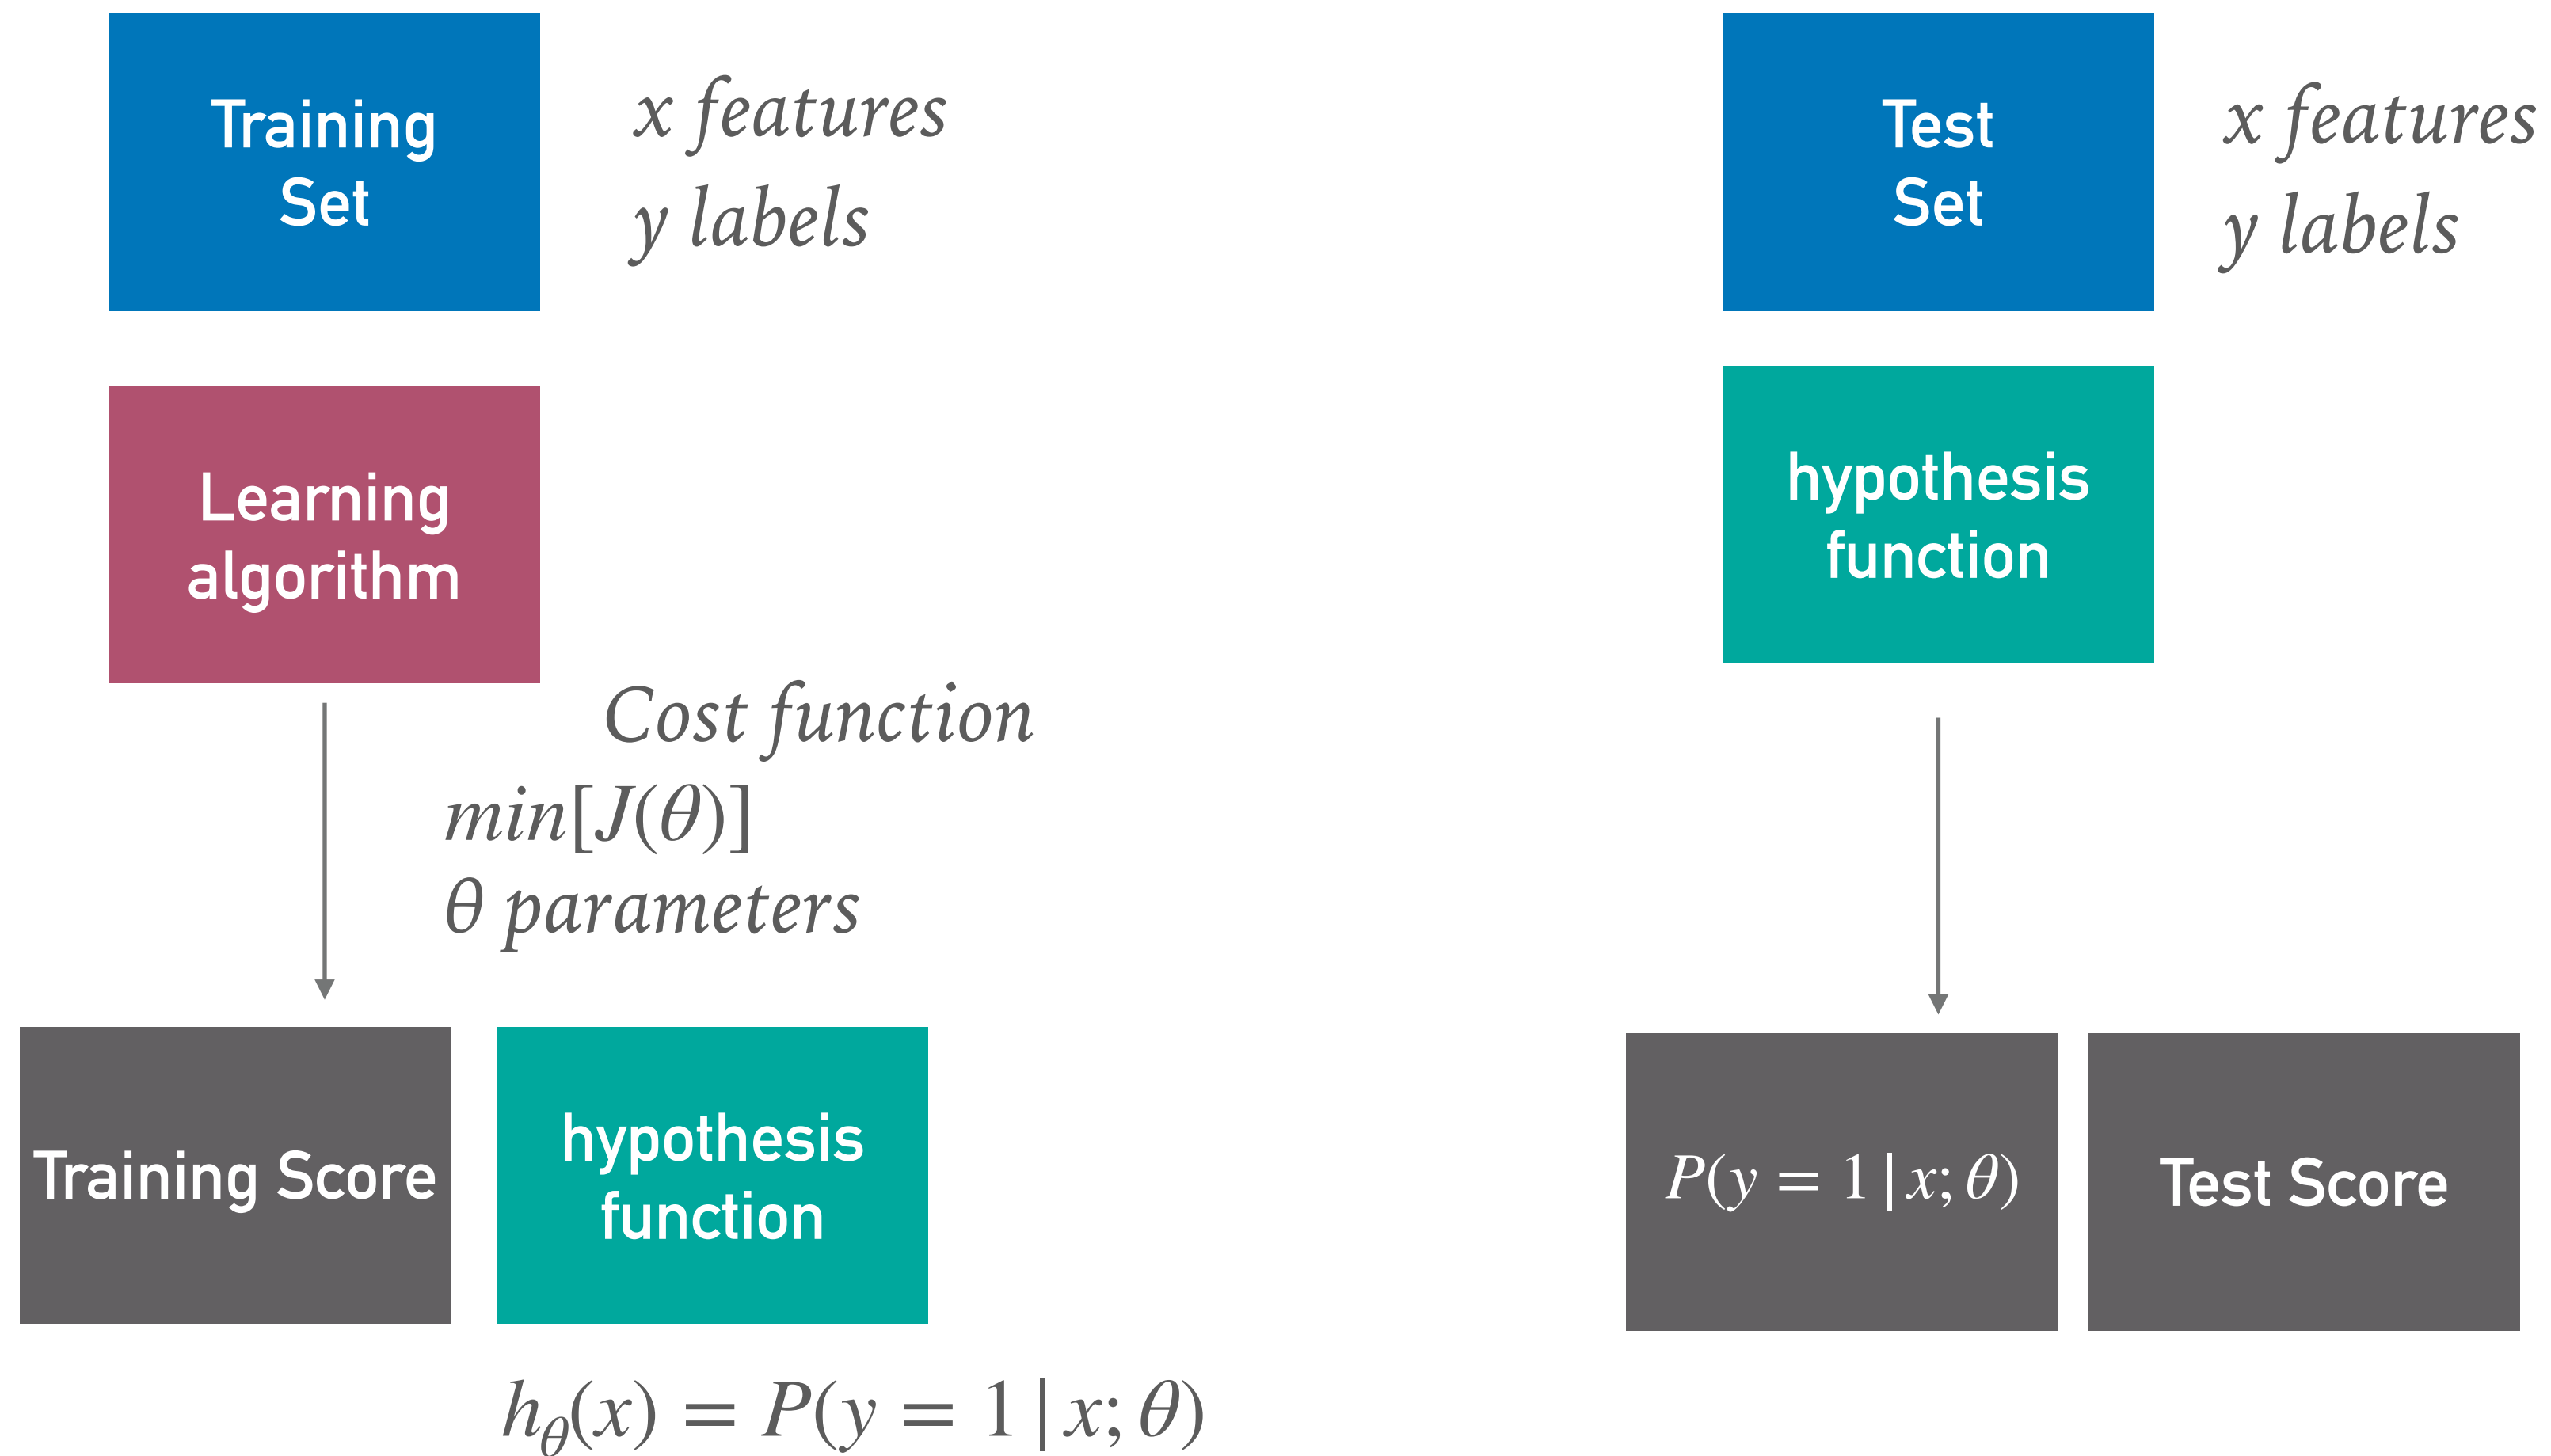 Training
Set
x features
y labels
Learning
algorithm
Cost function
min[J(θ)]
θ parameters
Training Score
hypothesis
function
hθ(x) = P(y = 1 | x; θ)
Test
Set
x features
y labels
hypothesis
function
P(y = 1 | x; θ)
Test Score